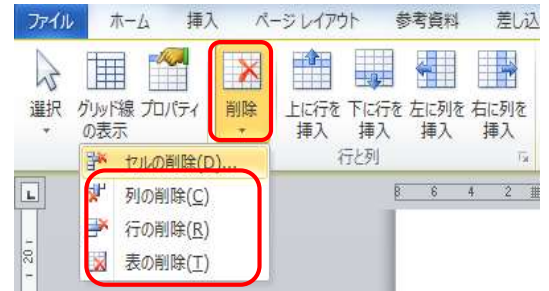 ファイル ホーム 挿入 ページ レイアウト 参考資料 差し込
選択 グリッド線の表示 プロパティ 削除 上に行を挿入 下に行を挿入 左に列を挿入 右に列を挿入
行と列
セルの削除(D)...
列の削除(C)
行の削除(R)
表の削除(T)
L
8 6 4 2
20